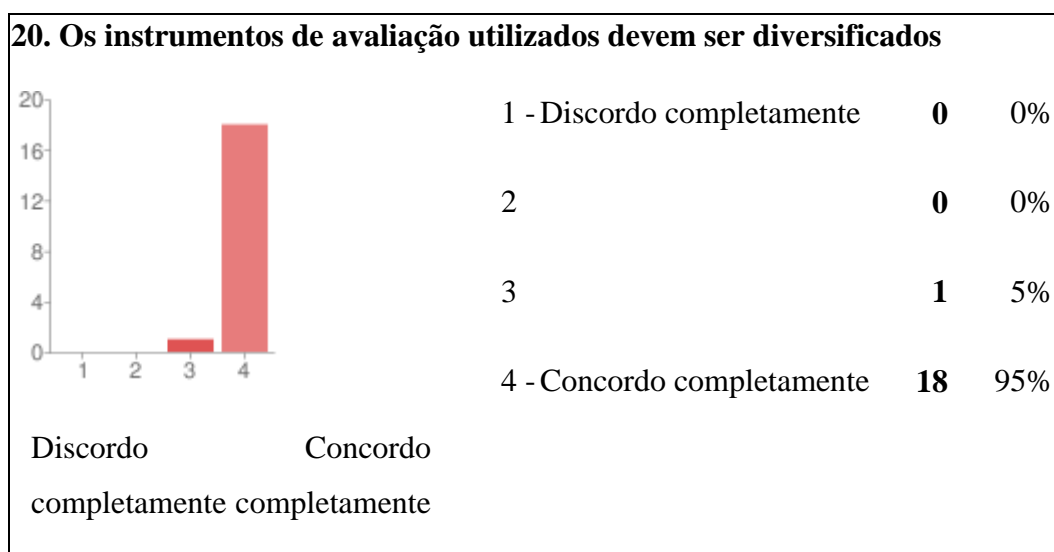 20. Os instrumentos de avaliação utilizados devem ser diversificados
20
16
12
8
4
0
1 2 3 4
Discordo Concordo
completamente completamente
1 - Discordo completamente 0 0%
2 0 0%
3 1 5%
4 - Concordo completamente 18 95%